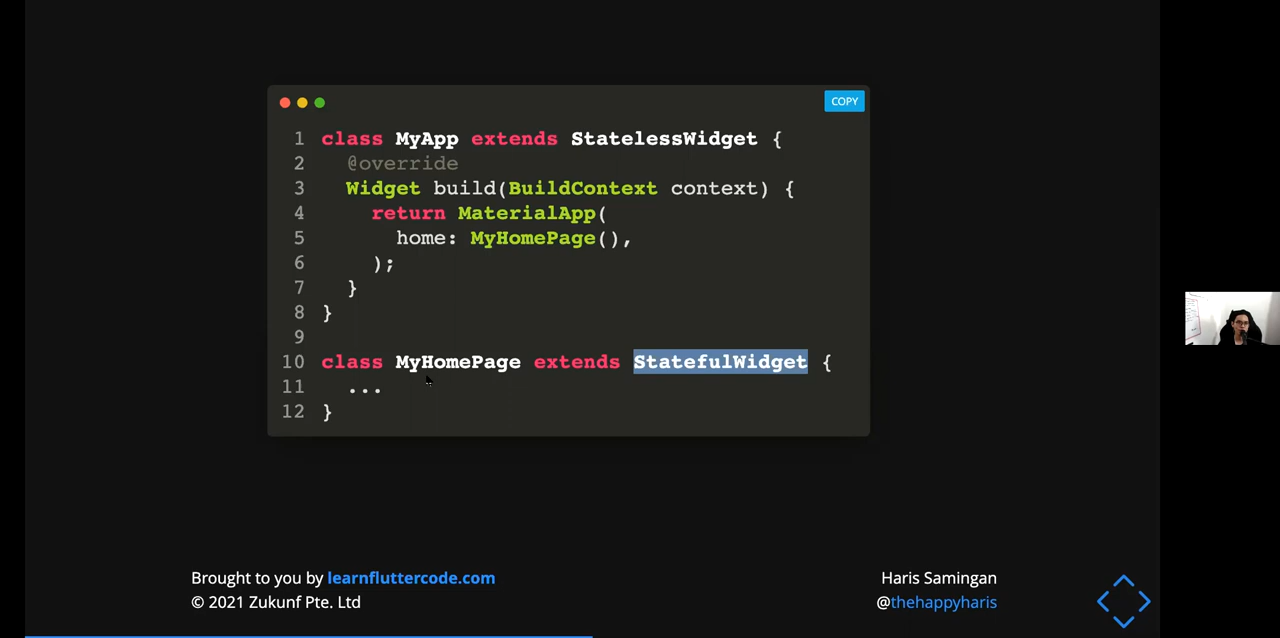 COPY
1 class MyApp extends StatelessWidget {
2   @override
3   Widget build(BuildContext context) {
4     return MaterialApp(
5       home: MyHomePage(),
6     );
7   }
8 }
9
10 class MyHomePage extends StatefulWidget {
11   ...
12 }
Brought to you by learnfluttercode.com
© 2021 Zukunf Pte. Ltd
Haris Samingan
@thehappyharis